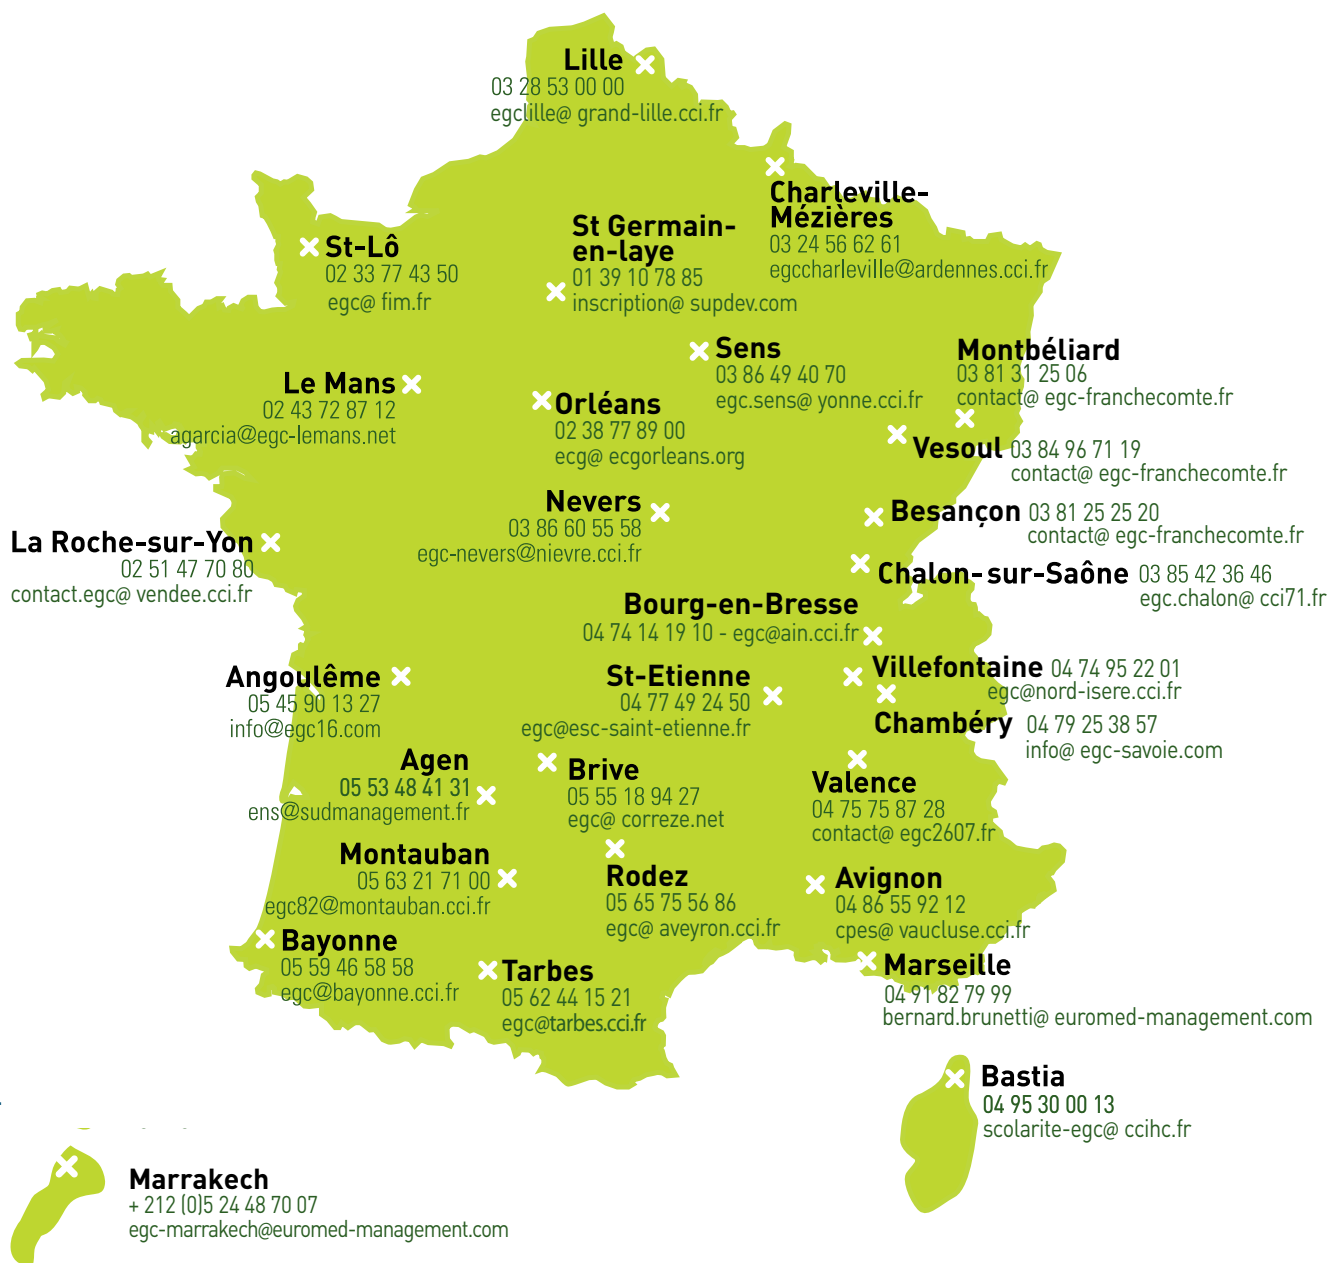 Lille
03 28 53 00 00
egclille@ grand-lille.cci.fr
Charleville-
Mézières
03 24 56 62 61
egccharleville@ardennes.cci.fr
St Germain-
en-laye
01 39 10 78 85
inscription@ supdev.com
St-Lô
02 33 77 43 50
egc@ fim.fr
Sens
03 86 49 40 70
egc.sens@ yonne.cci.fr
Montbéliard
03 81 31 25 06
contact@ egc-franchecomte.fr
Le Mans
02 43 72 87 12
agarcia@egc-lemans.net
Orléans
02 38 77 89 00
ecg@ ecgorleans.org
Vesoul 03 84 96 71 19
contact@ egc-franchecomte.fr
Nevers
03 86 60 55 58
egc-nevers@nievre.cci.fr
Besançon 03 81 25 25 20
contact@ egc-franchecomte.fr
La Roche-sur-Yon
02 51 47 70 80
contact.egc@ vendee.cci.fr
Chalon-sur-Saône 03 85 42 36 46
egc.chalon@ cci71.fr
Bourg-en-Bresse
04 74 14 19 10 - egc@ain.cci.fr
Angoulême
05 45 90 13 27
info@egc16.com
St-Etienne
04 77 49 24 50
egc@esc-saint-etienne.fr
Villefontaine 04 74 95 22 01
egc@nord-isere.cci.fr
Chambéry 04 79 25 38 57
info@ egc-savoie.com
Agen
05 53 48 41 31
ens@sudmanagement.fr
Brive
05 55 18 94 27
egc@ correze.net
Valence
04 75 75 87 28
contact@ egc2607.fr
Montauban
05 63 21 71 00
egc82@montauban.cci.fr
Rodez
05 65 75 56 86
egc@ aveyron.cci.fr
Avignon
04 86 55 92 12
cpes@ vaucluse.cci.fr
Bayonne
05 59 46 58 58
egc@bayonne.cci.fr
Tarbes
05 62 44 15 21
egc@tarbes.cci.fr
Marseille
04 91 82 79 99
bernard.brunetti@ euromed-management.com
Bastia
04 95 30 00 13
scolarite-egc@ ccihc.fr
Marrakech
+ 212 (0)5 24 48 70 07
egc-marrakech@euromed-management.com